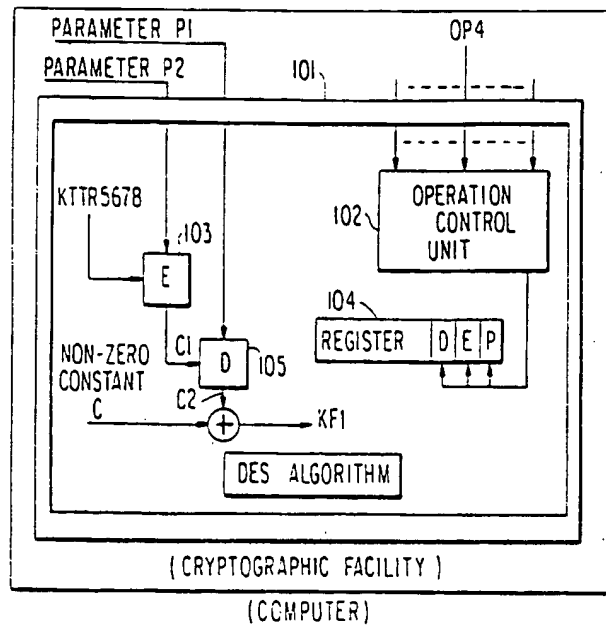 PARAMETER P1
OP4
PARAMETER P2
101
KTTR5678
103
E
102
OPERATION
CONTROL
UNIT
104
REGISTER D E P
C1
D
105
NON-ZERO
CONSTANT
C
C2
+
KF1
DES ALGORITHM
(CRYPTOGRAPHIC FACILITY)
(COMPUTER)